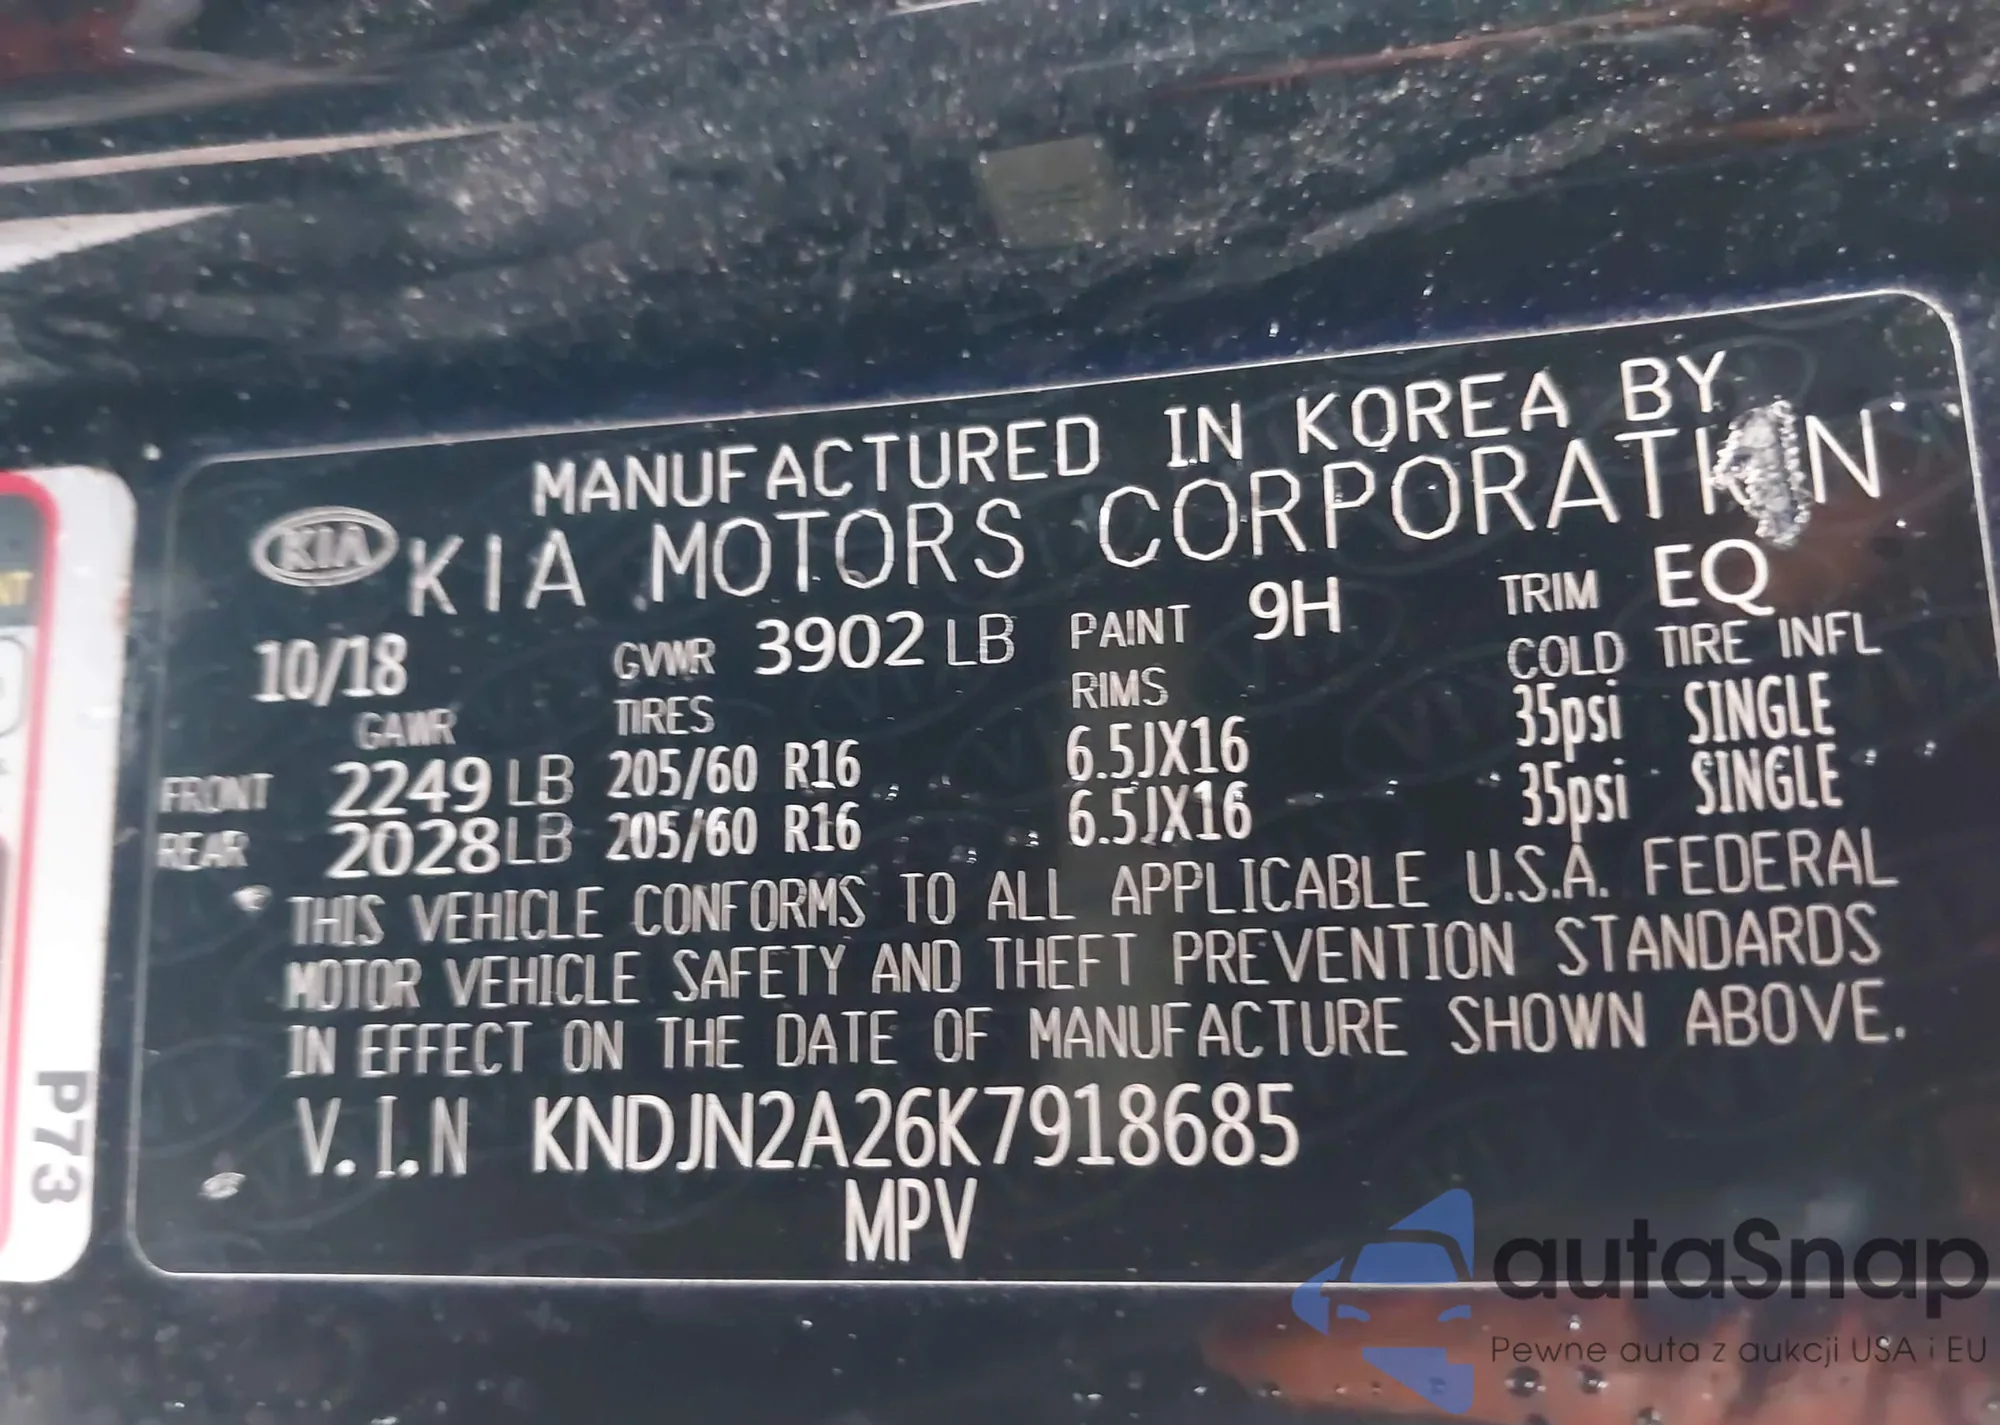 MANUFACTURED IN KOREA BY
KIA KIA MOTORS CORPORATION
10/18 GVWR 3902 LB PAINT 9H TRIM EQ
GAWR TIRES RIMS COLD TIRE INFL
FRONT 2249 LB 205/60 R16 6.5JX16 35psi SINGLE
REAR 2028 LB 205/60 R16 6.5JX16 35psi SINGLE
THIS VEHICLE CONFORMS TO ALL APPLICABLE U.S.A. FEDERAL
MOTOR VEHICLE SAFETY AND THEFT PREVENTION STANDARDS
IN EFFECT ON THE DATE OF MANUFACTURE SHOWN ABOVE.
V.I.N KNDJN2A26K7918685
MPV
P73
autaSnap
Pewne auta z aukcji USA i EU